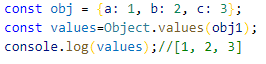 const obj = {a: 1, b: 2, c: 3};
const values=Object.values(obj1);
console.log(values);//[1, 2, 3]